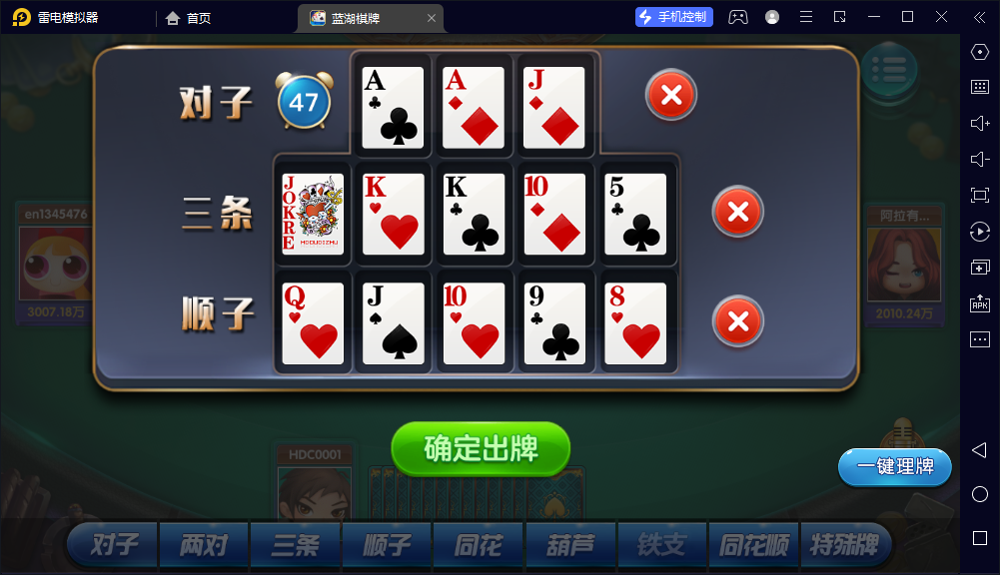 雷电模拟器
首页
蓝湖棋牌
手机控制
对子
47
A
A
J
en1345476
三条
JOKRE
K
K
10
5
阿拉有...
3007.18万
顺子
Q
J
10
9
8
2010.24万
APK
确定出牌
HDC0001
一键理牌
对子
两对
三条
顺子
同花
葫芦
铁支
同花顺
特殊牌